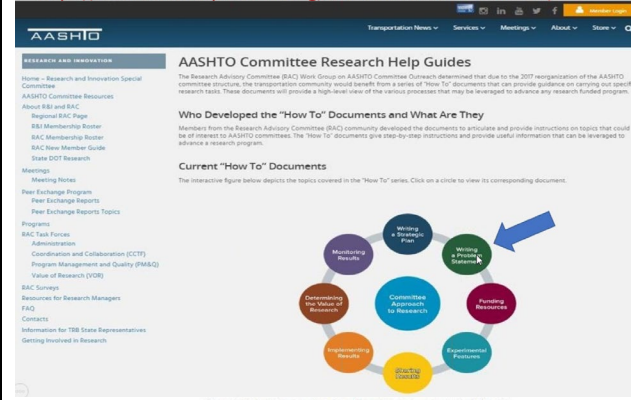 Member Login
AASHTO
Transportation News
Services
Meetings
About
Store
RESEARCH AND INNOVATION
Home – Research and Innovation Special
Committee
AASHTO Committee Resources
About R&I and RAC
Regional RAC Page
R&I Membership Roster
RAC Membership Roster
RAC New Member Guide
State DOT Research
Meetings
Meeting Notes
Peer Exchange Program
Peer Exchange Reports
Peer Exchange Reports Topics
Programs
RAC Task Forces
Administration
Coordination and Collaboration (CCTF)
Program Management and Quality (PM&Q)
Value of Research (VOR)
RAC Surveys
Resources for Research Managers
FAQ
Contacts
Information for TRB State Representatives
Getting Involved in Research
AASHTO Committee Research Help Guides
The Research Advisory Committee (RAC) Work Group on AASHTO Committee Outreach determined that due to the 2017 reorganization of the AASHTO
committee structure, the transportation community would benefit from a series of "How To" documents that can provide guidance on carrying out specif
research tasks. These documents will provide a high-level view of the various processes that may be leveraged to advance any research funded program.
Who Developed the "How To" Documents and What Are They
Members from the Research Advisory Committee (RAC) community developed the documents to articulate and provide instructions on topics that could
be of interest to AASHTO committees. The "How To" documents give step-by-step instructions and provide useful information that can be leveraged to
advance a research program.
Current "How To" Documents
The interactive figure below depicts the topics covered in the "How To" series. Click on a circle to view its corresponding document.
Writing
a Strategic
Plan
Writing
a Problem
Statement
Funding
Resources
Experimental
Features
Sharing
Results
Implementing
Results
Determining
the Value of
Research
Monitoring
Results
Committee
Approach
to Research